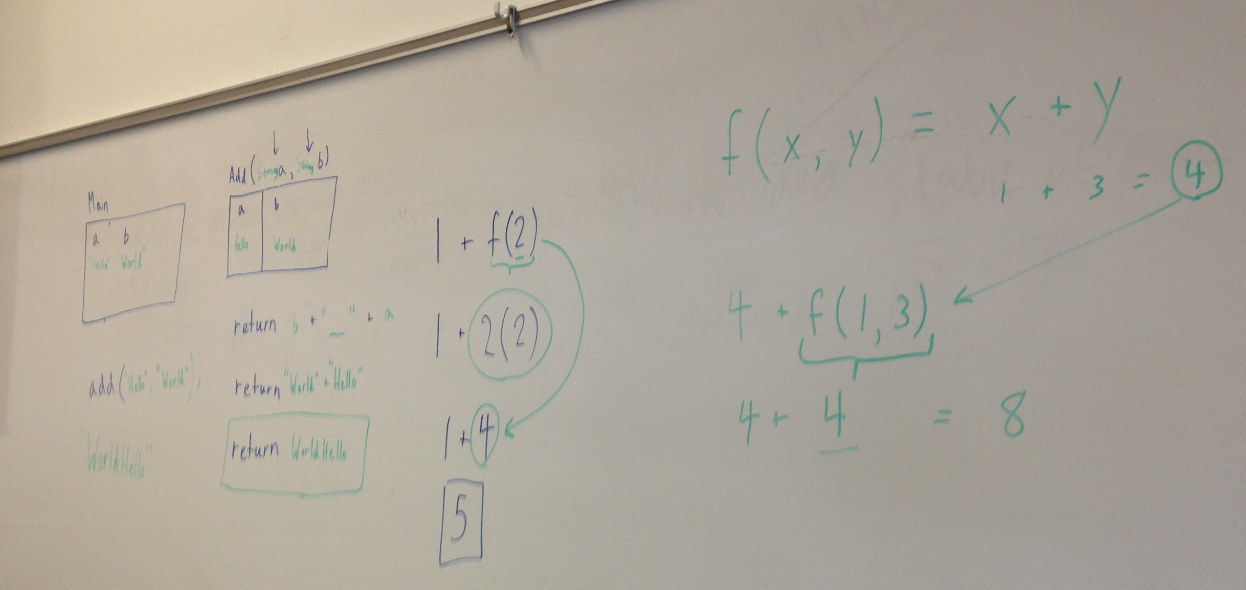 Main
a b
"Hello" "World"
add("Hello", "World");
"WorldHello"
Add(String a, String b)
a b
Hello World
return b + "_" + a
return "World" + "Hello"
return WorldHello
1 + f(2)
1 + 2(2)
1 + 4
5
f(x, y) = x + y
1 + 3 = 4
4 + f(1,3)
4 + 4 = 8